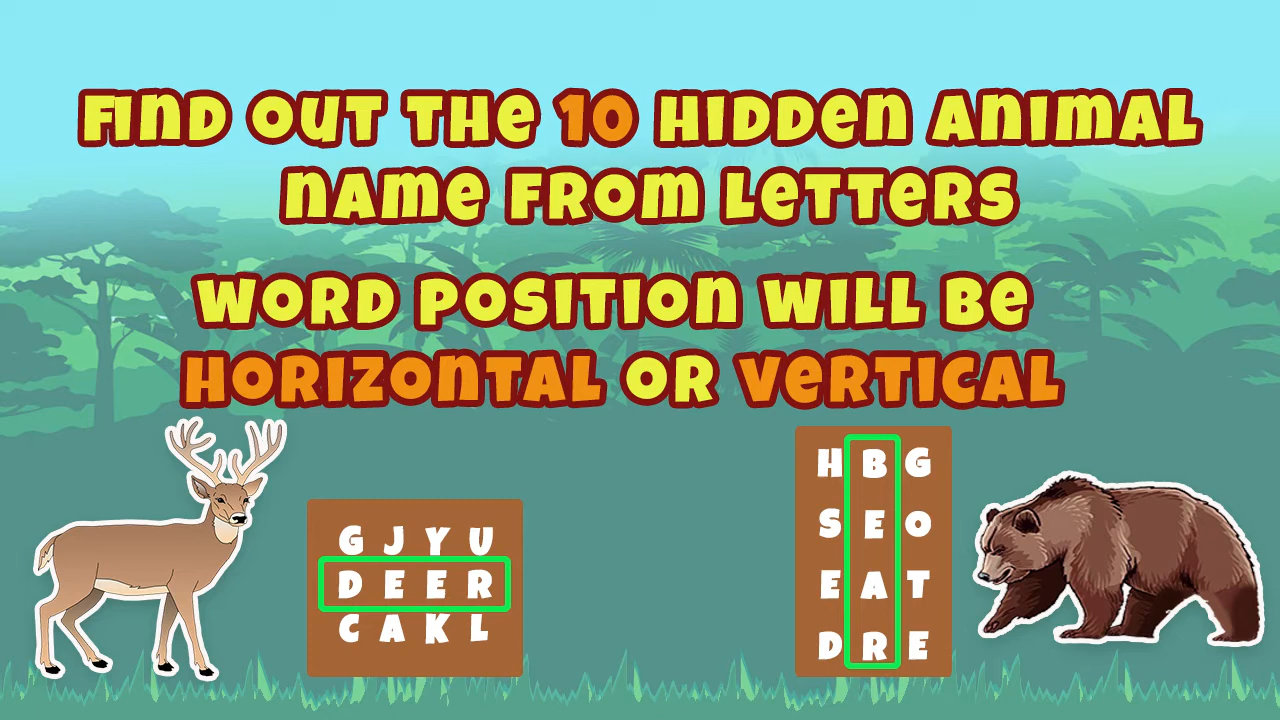 FIND OUT THE 10 HIDDEN ANIMAL
NAME FROM LETTERS
WORD POSITION WILL BE
HORIZONTAL OR VERTICAL
G J Y U
D E E R
C A K L
H B G
S E O
E A T
D R E